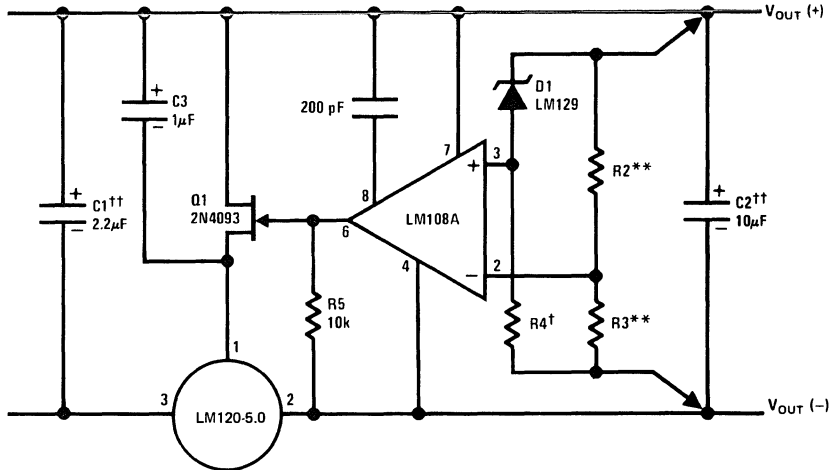 V_OUT (+)
D1
LM129
C3
1µF
+
−
200 pF
7
3
+
R2**
C1††
2.2µF
+
−
Q1
2N4093
8
LM108A
6
C2††
10µF
+
−
4
−
2
R5
10k
R4†
R3**
1
3
LM120-5.0
2
V_OUT (−)